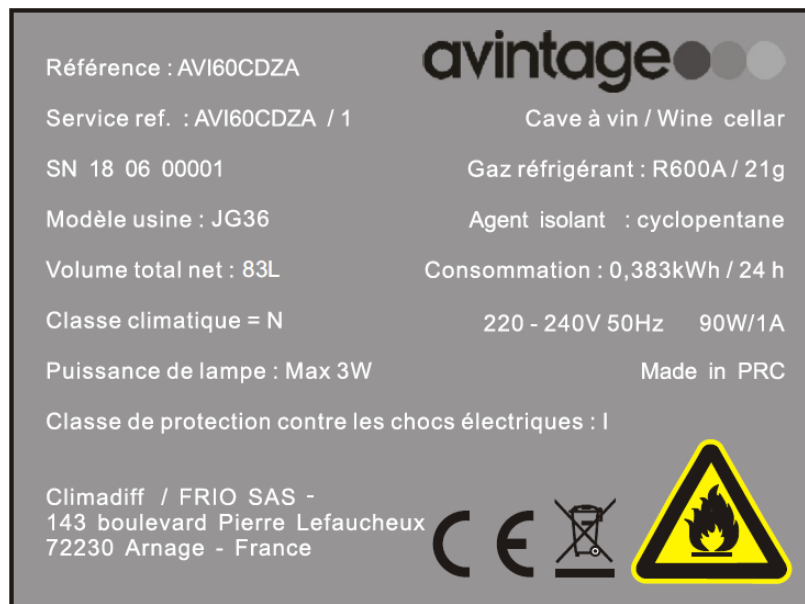 avintage
Référence : AVI60CDZA
Service ref. : AVI60CDZA / 1
Cave à vin / Wine cellar
SN 18 06 00001
Gaz réfrigérant : R600A / 21g
Modèle usine : JG36
Agent isolant : cyclopentane
Volume total net : 83L
Consommation : 0,383kWh / 24 h
Classe climatique = N
220 - 240V 50Hz 90W/1A
Puissance de lampe : Max 3W
Made in PRC
Classe de protection contre les chocs électriques : I
Climadiff / FRIO SAS -
143 boulevard Pierre Lefaucheux
72230 Arnage - France
CE